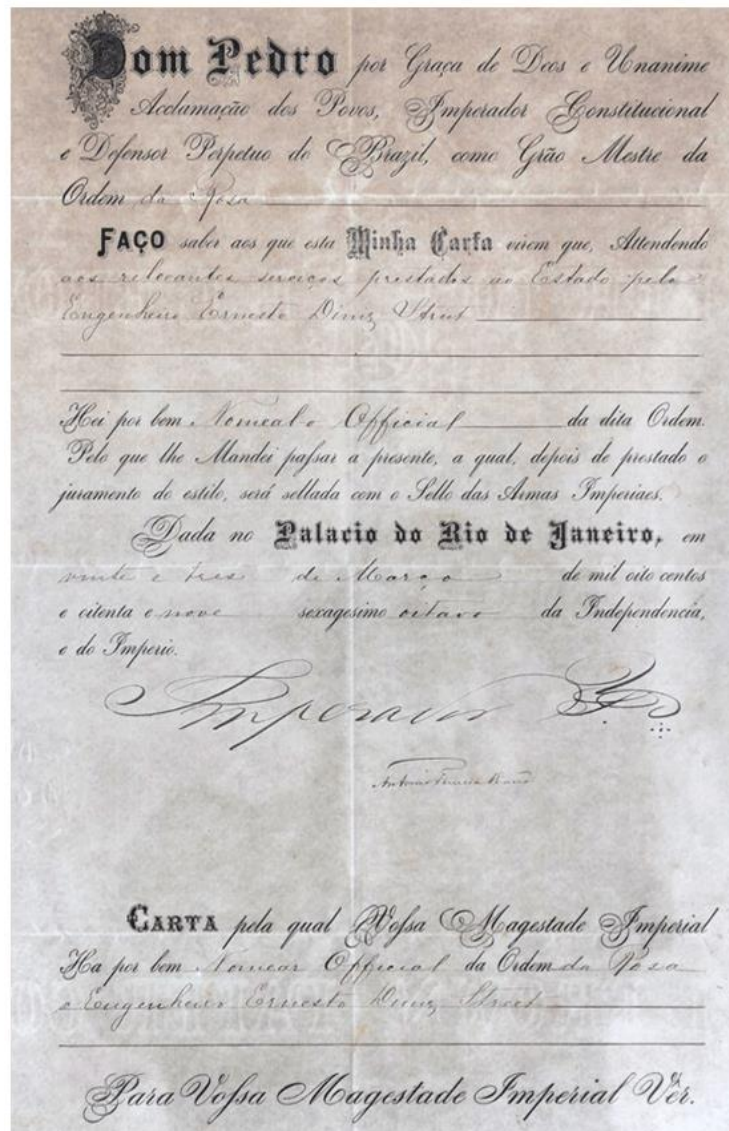 Dom Pedro por Graça de Deos e Unanime
Acclamação dos Povos, Imperador Constitucional
e Defensor Perpetuo do Brazil, como Grão Mestre da
Ordem da Rosa
FAÇO saber aos que esta Minha Carta virem que, Attendendo
aos relevantes serviços prestados ao Estado pelo
Engenheiro Ernesto Diniz Street
Hei por bem Nomeal-o Official da dita Ordem.
Pelo que lhe Mandei passar a presente, a qual, depois de prestado o
juramento do estilo, será sellada com o Sello das Armas Imperiaes.
Dada no Palacio do Rio de Janeiro, em
vinte e tres de Março de mil oito centos
e oitenta e nove sexagesimo oitavo da Independencia,
e do Imperio.
Imperador
Antonio Ferreira
CARTA pela qual Vossa Magestade Imperial
Ha por bem Nomear Official da Ordem da Rosa
o Engenheiro Ernesto Diniz Street
Para Vossa Magestade Imperial Vêr.